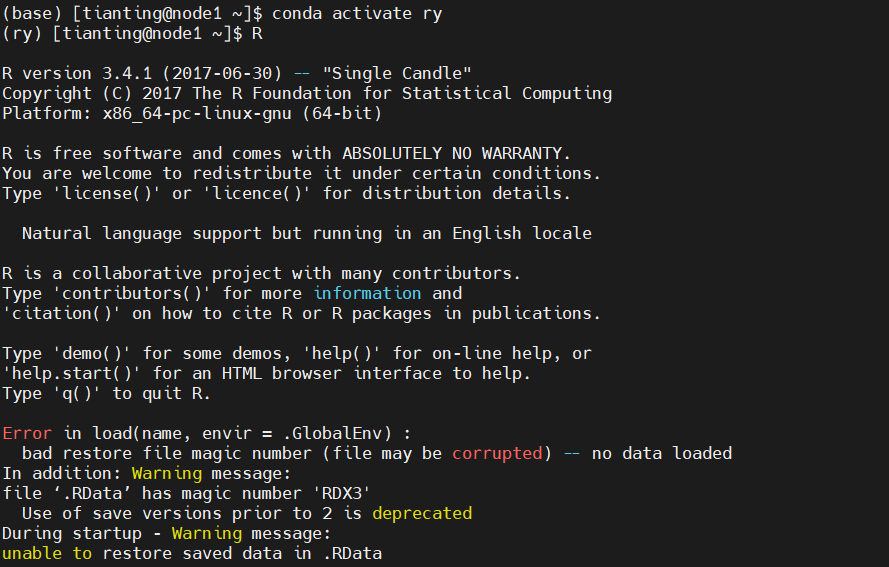 (base) [tianting@node1 ~]$ conda activate ry
(ry) [tianting@node1 ~]$ R
R version 3.4.1 (2017-06-30) -- "Single Candle"
Copyright (C) 2017 The R Foundation for Statistical Computing
Platform: x86_64-pc-linux-gnu (64-bit)
R is free software and comes with ABSOLUTELY NO WARRANTY.
You are welcome to redistribute it under certain conditions.
Type 'license()' or 'licence()' for distribution details.
  Natural language support but running in an English locale
R is a collaborative project with many contributors.
Type 'contributors()' for more information and
'citation()' on how to cite R or R packages in publications.
Type 'demo()' for some demos, 'help()' for on-line help, or
'help.start()' for an HTML browser interface to help.
Type 'q()' to quit R.
Error in load(name, envir = .GlobalEnv) :
  bad restore file magic number (file may be corrupted) -- no data loaded
In addition: Warning message:
file ‘.RData’ has magic number 'RDX3'
  Use of save versions prior to 2 is deprecated
During startup - Warning message:
unable to restore saved data in .RData